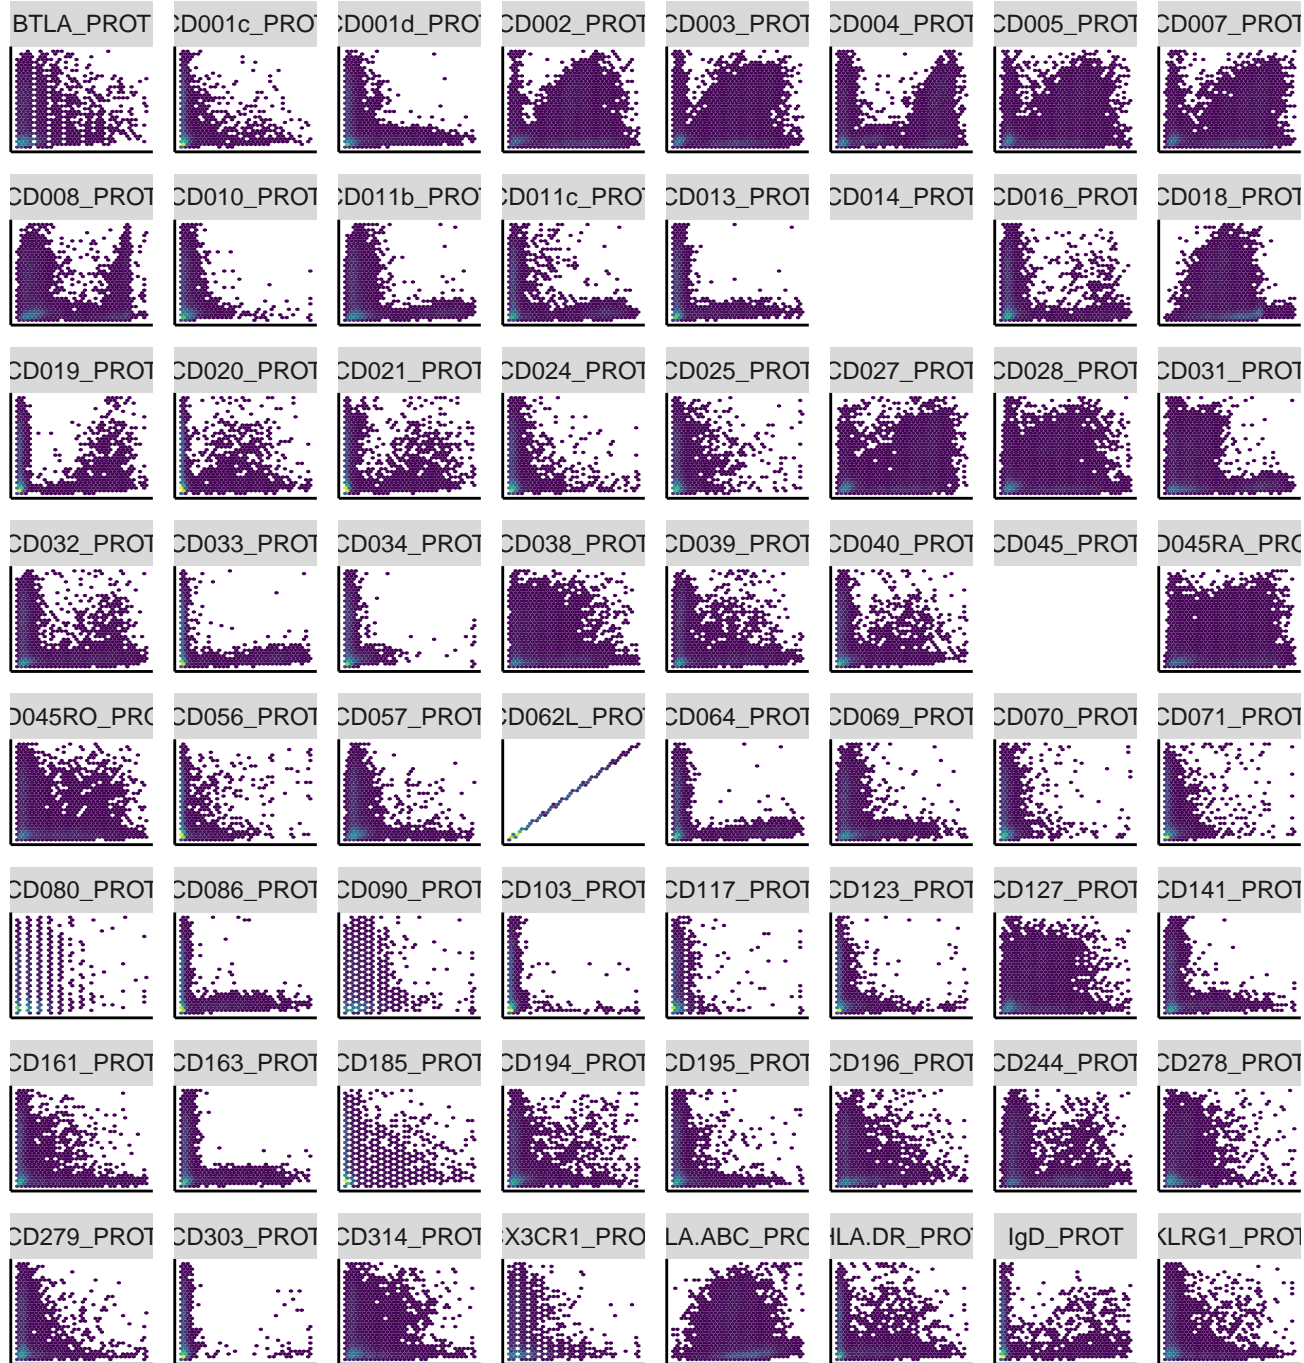 BTLA_PROT CD001c_PROT CD001d_PROT CD002_PROT CD003_PROT CD004_PROT CD005_PROT CD007_PROT
CD008_PROT CD010_PROT CD011b_PROT CD011c_PROT CD013_PROT CD014_PROT CD016_PROT CD018_PROT
CD019_PROT CD020_PROT CD021_PROT CD024_PROT CD025_PROT CD027_PROT CD028_PROT CD031_PROT
CD032_PROT CD033_PROT CD034_PROT CD038_PROT CD039_PROT CD040_PROT CD045_PROT D045RA_PRO
D045RO_PRO CD056_PROT CD057_PROT CD062L_PROT CD064_PROT CD069_PROT CD070_PROT CD071_PROT
CD080_PROT CD086_PROT CD090_PROT CD103_PROT CD117_PROT CD123_PROT CD127_PROT CD141_PROT
CD161_PROT CD163_PROT CD185_PROT CD194_PROT CD195_PROT CD196_PROT CD244_PROT CD278_PROT
CD279_PROT CD303_PROT CD314_PROT X3CR1_PRO LA.ABC_PRO HLA.DR_PROT IgD_PROT KLRG1_PROT